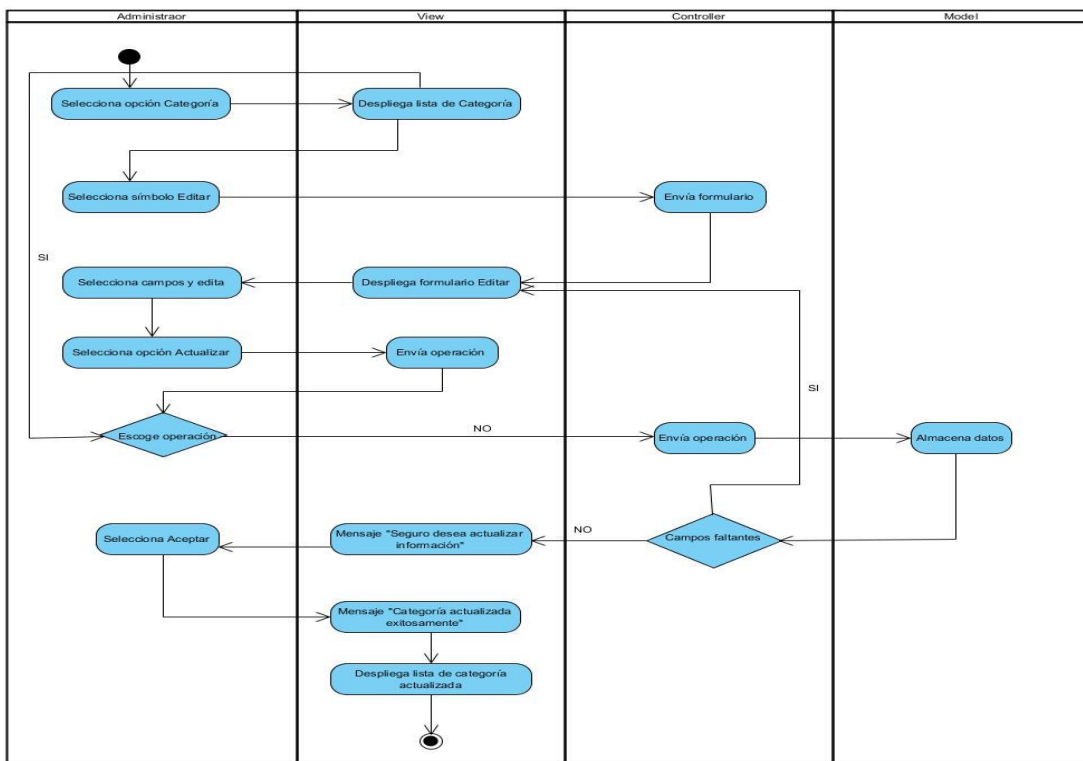 Administraor
View
Controller
Model
Selecciona opción Categoría
Despliega lista de Categoría
Selecciona símbolo Editar
Envía formulario
SI
Selecciona campos y edita
Despliega formulario Editar
Selecciona opción Actualizar
Envía operación
SI
Escoge operación
NO
Envía operación
Almacena datos
Selecciona Aceptar
Mensaje "Seguro desea actualizar
información"
NO
Campos faltantes
Mensaje "Categoría actualizada
exitosamente"
Despliega lista de categoría
actualizada